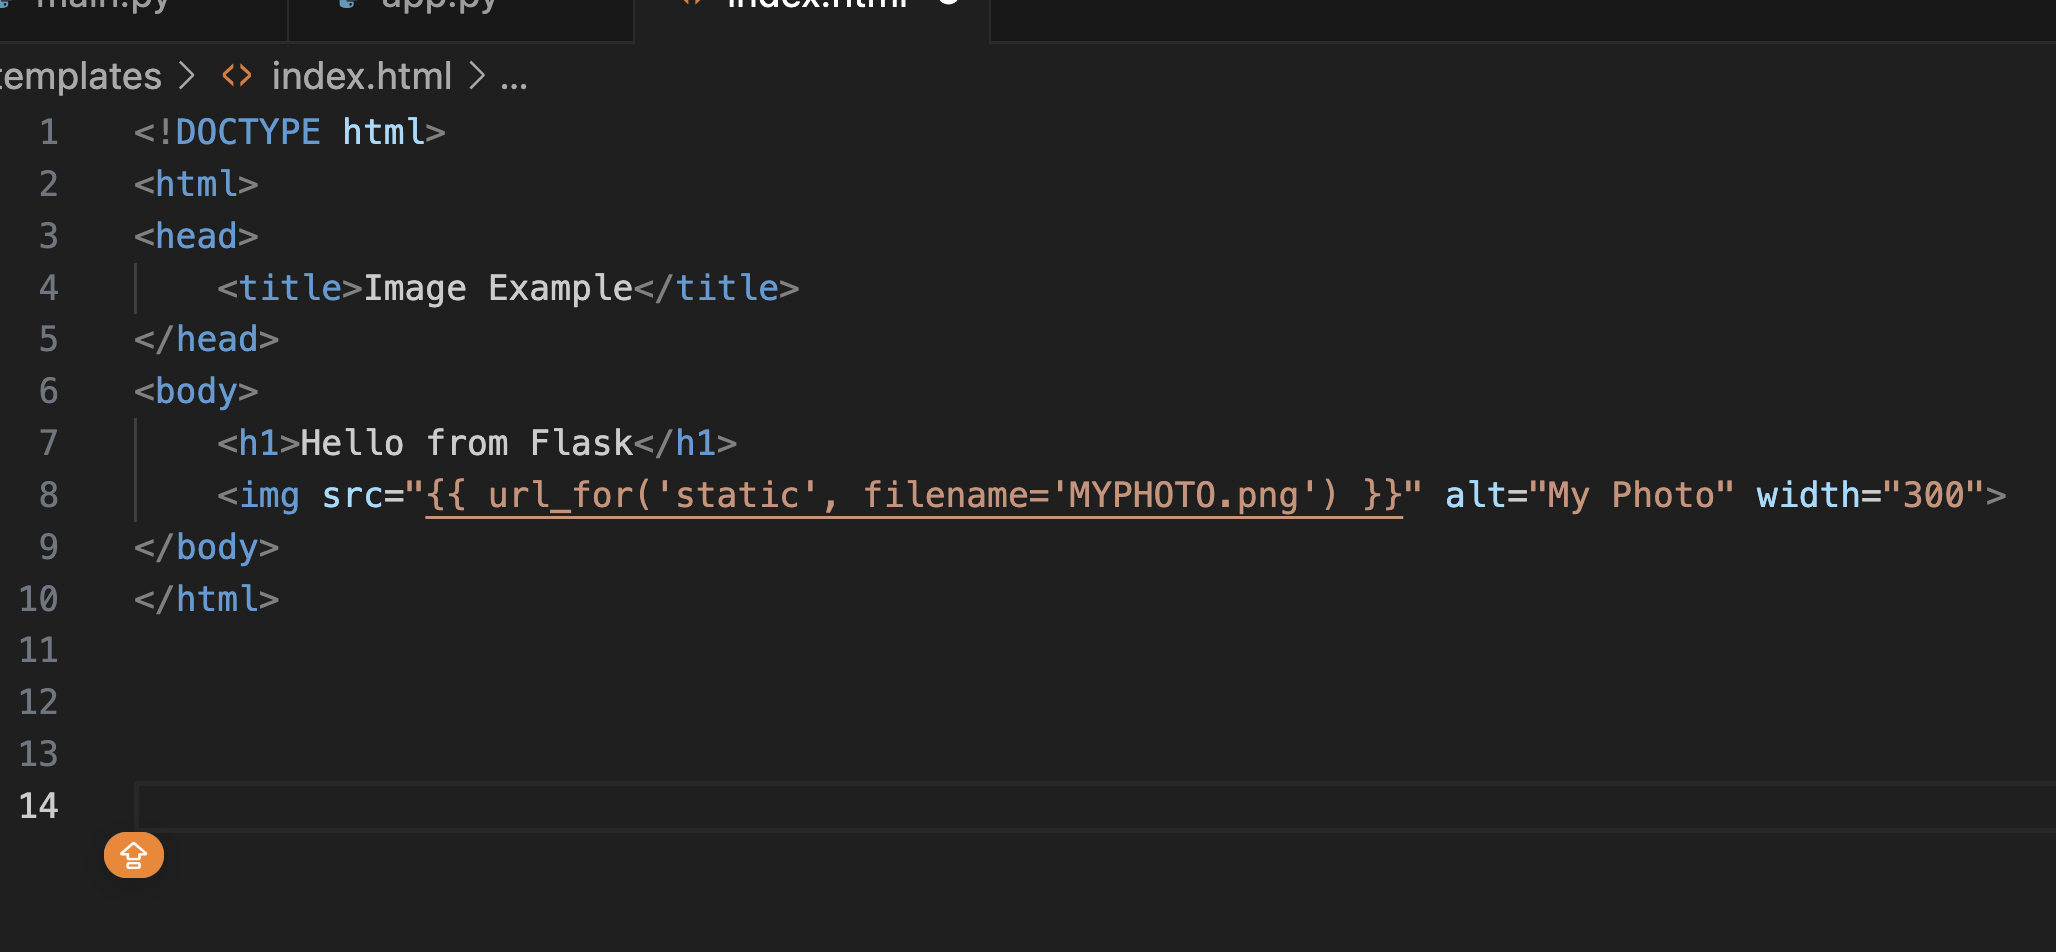 main.py app.py index.html
templates > <> index.html > ...
1 <!DOCTYPE html>
2 <html>
3 <head>
4 <title>Image Example</title>
5 </head>
6 <body>
7 <h1>Hello from Flask</h1>
8 <img src="{{ url_for('static', filename='MYPHOTO.png') }}" alt="My Photo" width="300">
9 </body>
10 </html>
11
12
13
14